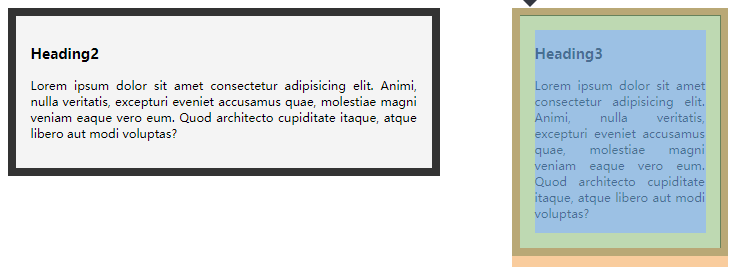 Heading2
Lorem ipsum dolor sit amet consectetur adipisicing elit. Animi,
nulla veritatis, excepturi eveniet accusamus quae, molestiae magni
veniam eaque vero eum. Quod architecto cupiditate itaque, atque
libero aut modi voluptas?
Heading3
Lorem ipsum dolor sit amet
consectetur adipisicing elit.
Animi, nulla veritatis,
excepturi eveniet accusamus
quae, molestiae magni
veniam eaque vero eum.
Quod architecto cupiditate
itaque, atque libero aut modi
voluptas?